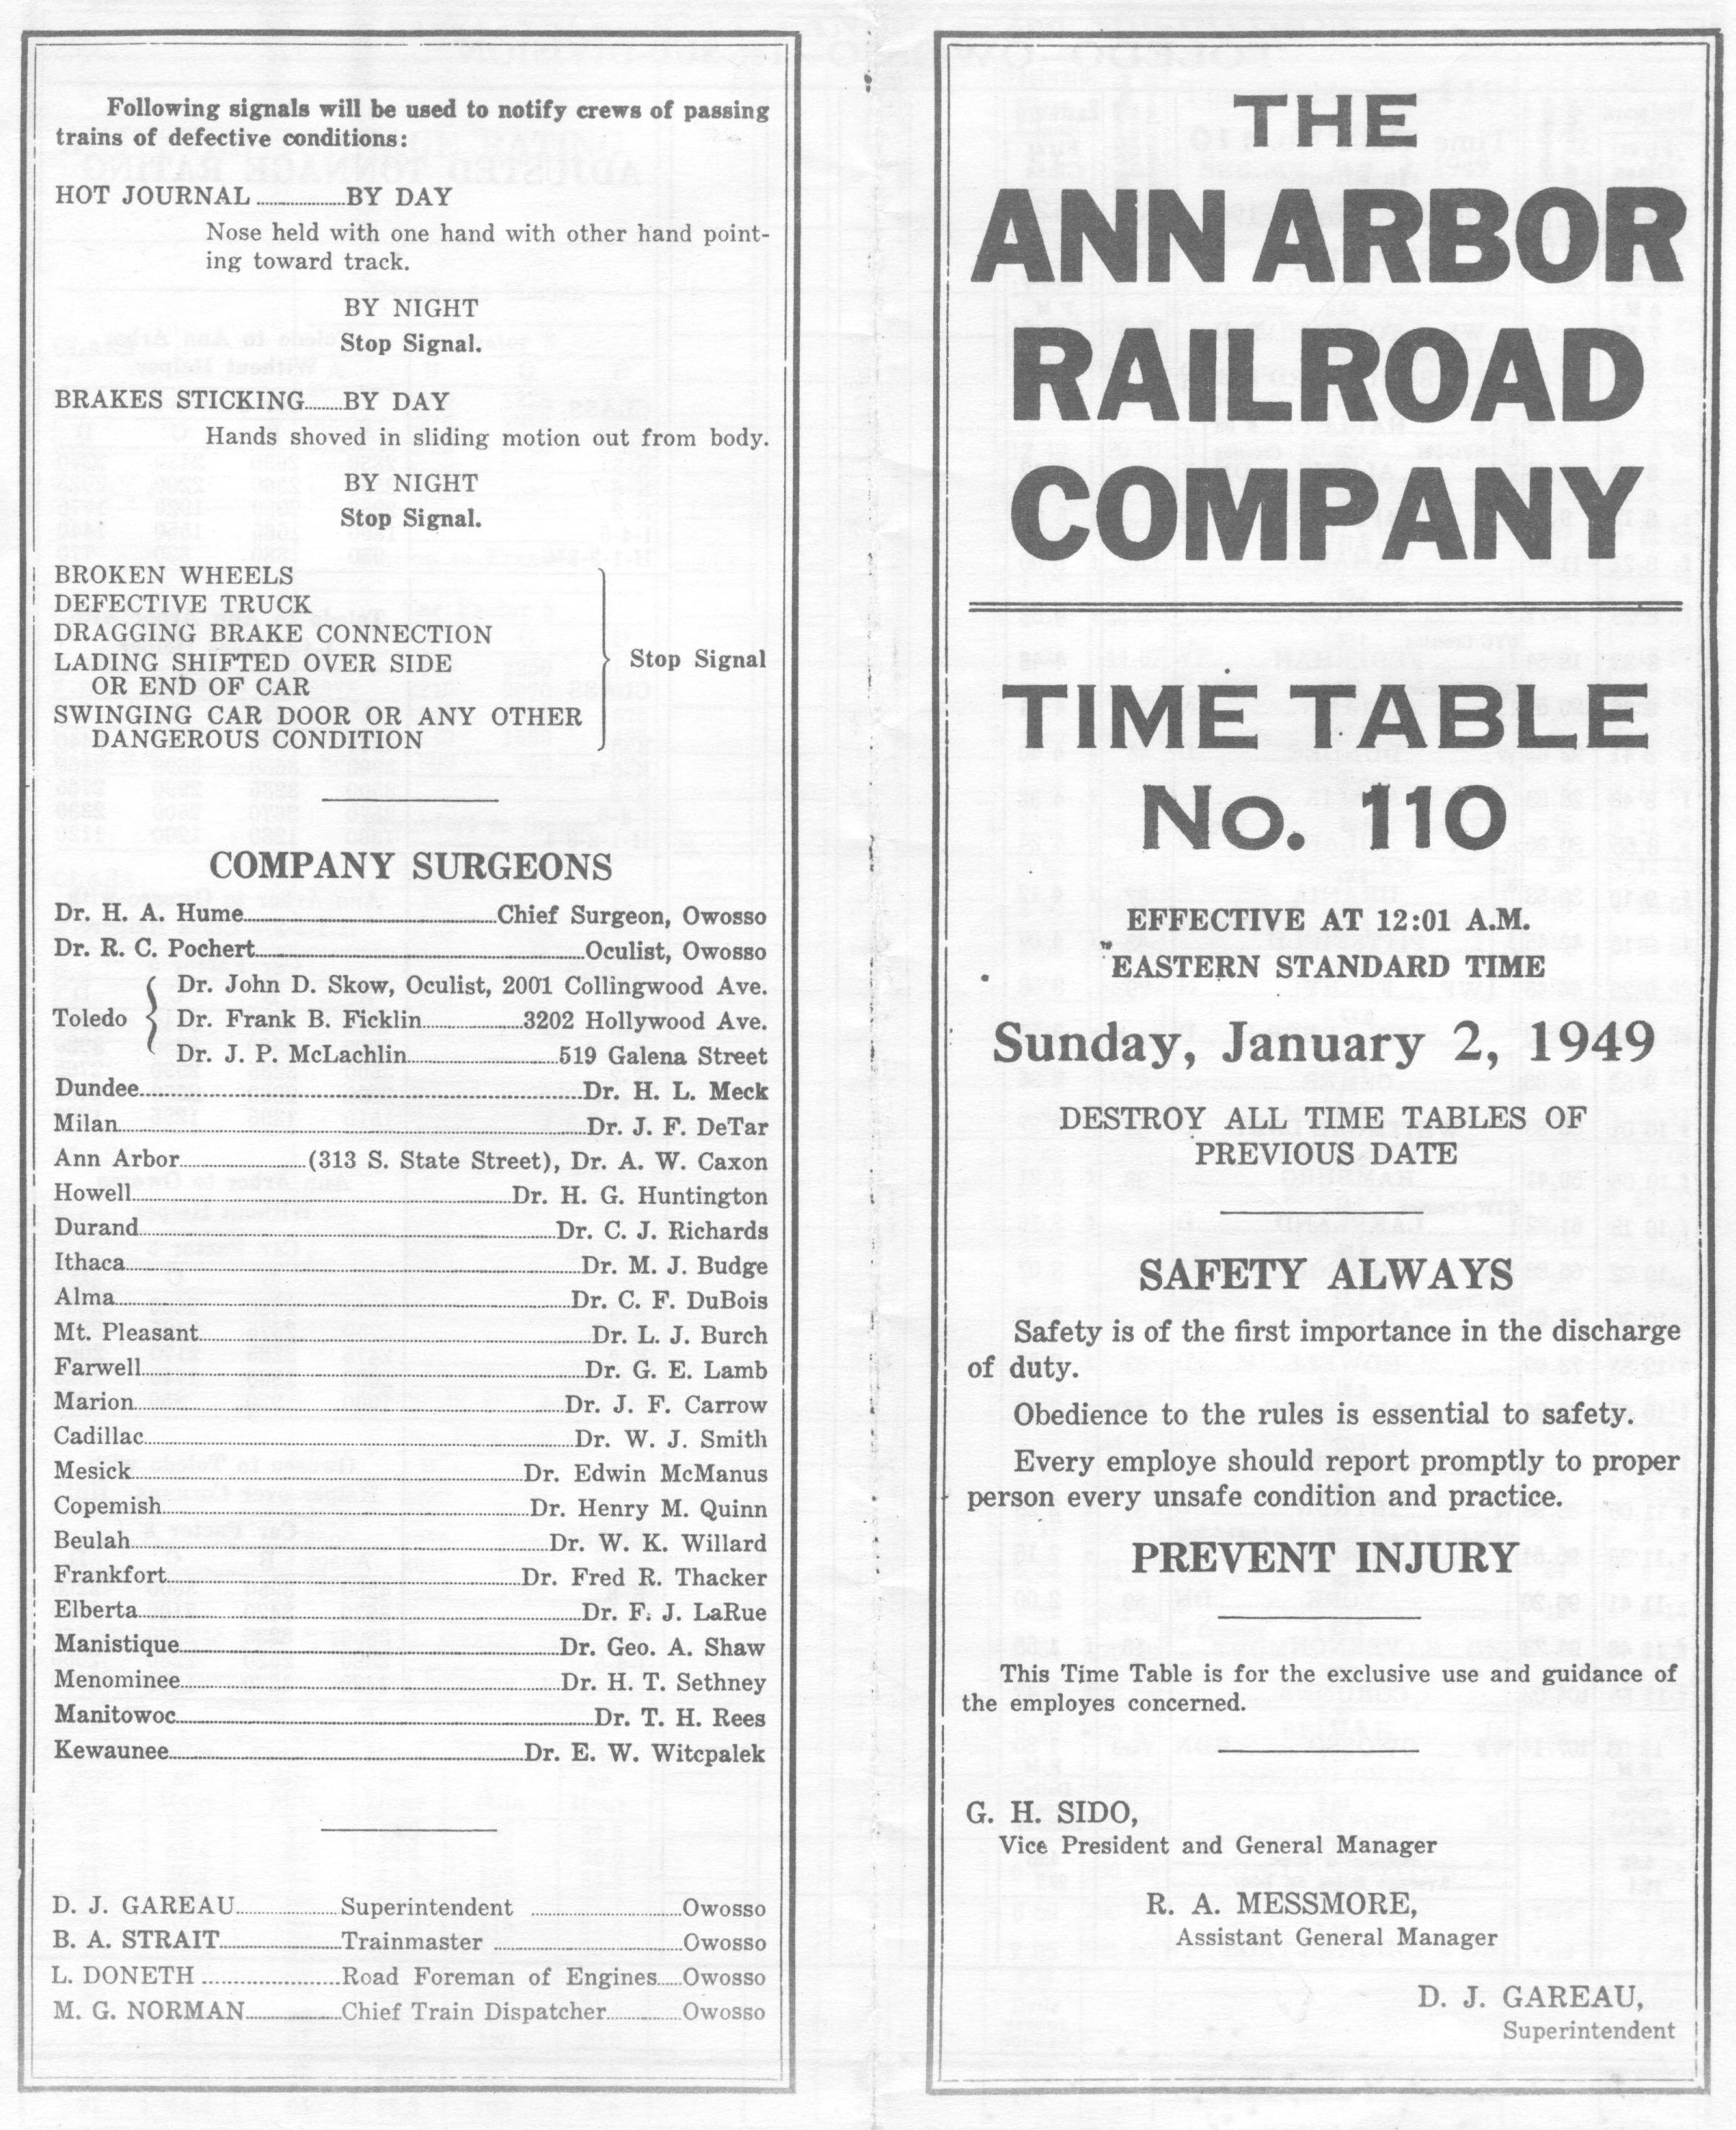 Following signals will be used to notify crews of passing
trains of defective conditions:
HOT JOURNAL ................BY DAY
Nose held with one hand with other hand point-
ing toward track.
BY NIGHT
Stop Signal.
BRAKES STICKING.......BY DAY
Hands shoved in sliding motion out from body.
BY NIGHT
Stop Signal.
BROKEN WHEELS
DEFECTIVE TRUCK
DRAGGING BRAKE CONNECTION
LADING SHIFTED OVER SIDE
OR END OF CAR
SWINGING CAR DOOR OR ANY OTHER
DANGEROUS CONDITION
Stop Signal
COMPANY SURGEONS
Dr. H. A. Hume................Chief Surgeon, Owosso
Dr. R. C. Pochert................Oculist, Owosso
Toledo
Dr. John D. Skow, Oculist, 2001 Collingwood Ave.
Dr. Frank B. Ficklin................3202 Hollywood Ave.
Dr. J. P. McLachlin................519 Galena Street
Dundee................Dr. H. L. Meck
Milan................Dr. J. F. DeTar
Ann Arbor................(313 S. State Street), Dr. A. W. Caxon
Howell................Dr. H. G. Huntington
Durand................Dr. C. J. Richards
Ithaca................Dr. M. J. Budge
Alma................Dr. C. F. DuBois
Mt. Pleasant................Dr. L. J. Burch
Farwell................Dr. G. E. Lamb
Marion................Dr. J. F. Carrow
Cadillac................Dr. W. J. Smith
Mesick................Dr. Edwin McManus
Copemish................Dr. Henry M. Quinn
Beulah................Dr. W. K. Willard
Frankfort................Dr. Fred R. Thacker
Elberta................Dr. F. J. LaRue
Manistique................Dr. Geo. A. Shaw
Menominee................Dr. H. T. Sethney
Manitowoc................Dr. T. H. Rees
Kewaunee................Dr. E. W. Witcpalek
D. J. GAREAU................Superintendent ................Owosso
B. A. STRAIT................Trainmaster ................Owosso
L. DONETH ................Road Foreman of Engines......Owosso
M. G. NORMAN................Chief Train Dispatcher................Owosso
THE
ANN ARBOR
RAILROAD
COMPANY
TIME TABLE
No. 110
EFFECTIVE AT 12:01 A.M.
EASTERN STANDARD TIME
Sunday, January 2, 1949
DESTROY ALL TIME TABLES OF
PREVIOUS DATE
SAFETY ALWAYS
Safety is of the first importance in the discharge
of duty.
Obedience to the rules is essential to safety.
Every employe should report promptly to proper
person every unsafe condition and practice.
PREVENT INJURY
This Time Table is for the exclusive use and guidance of
the employes concerned.
G. H. SIDO,
Vice President and General Manager
R. A. MESSMORE,
Assistant General Manager
D. J. GAREAU,
Superintendent